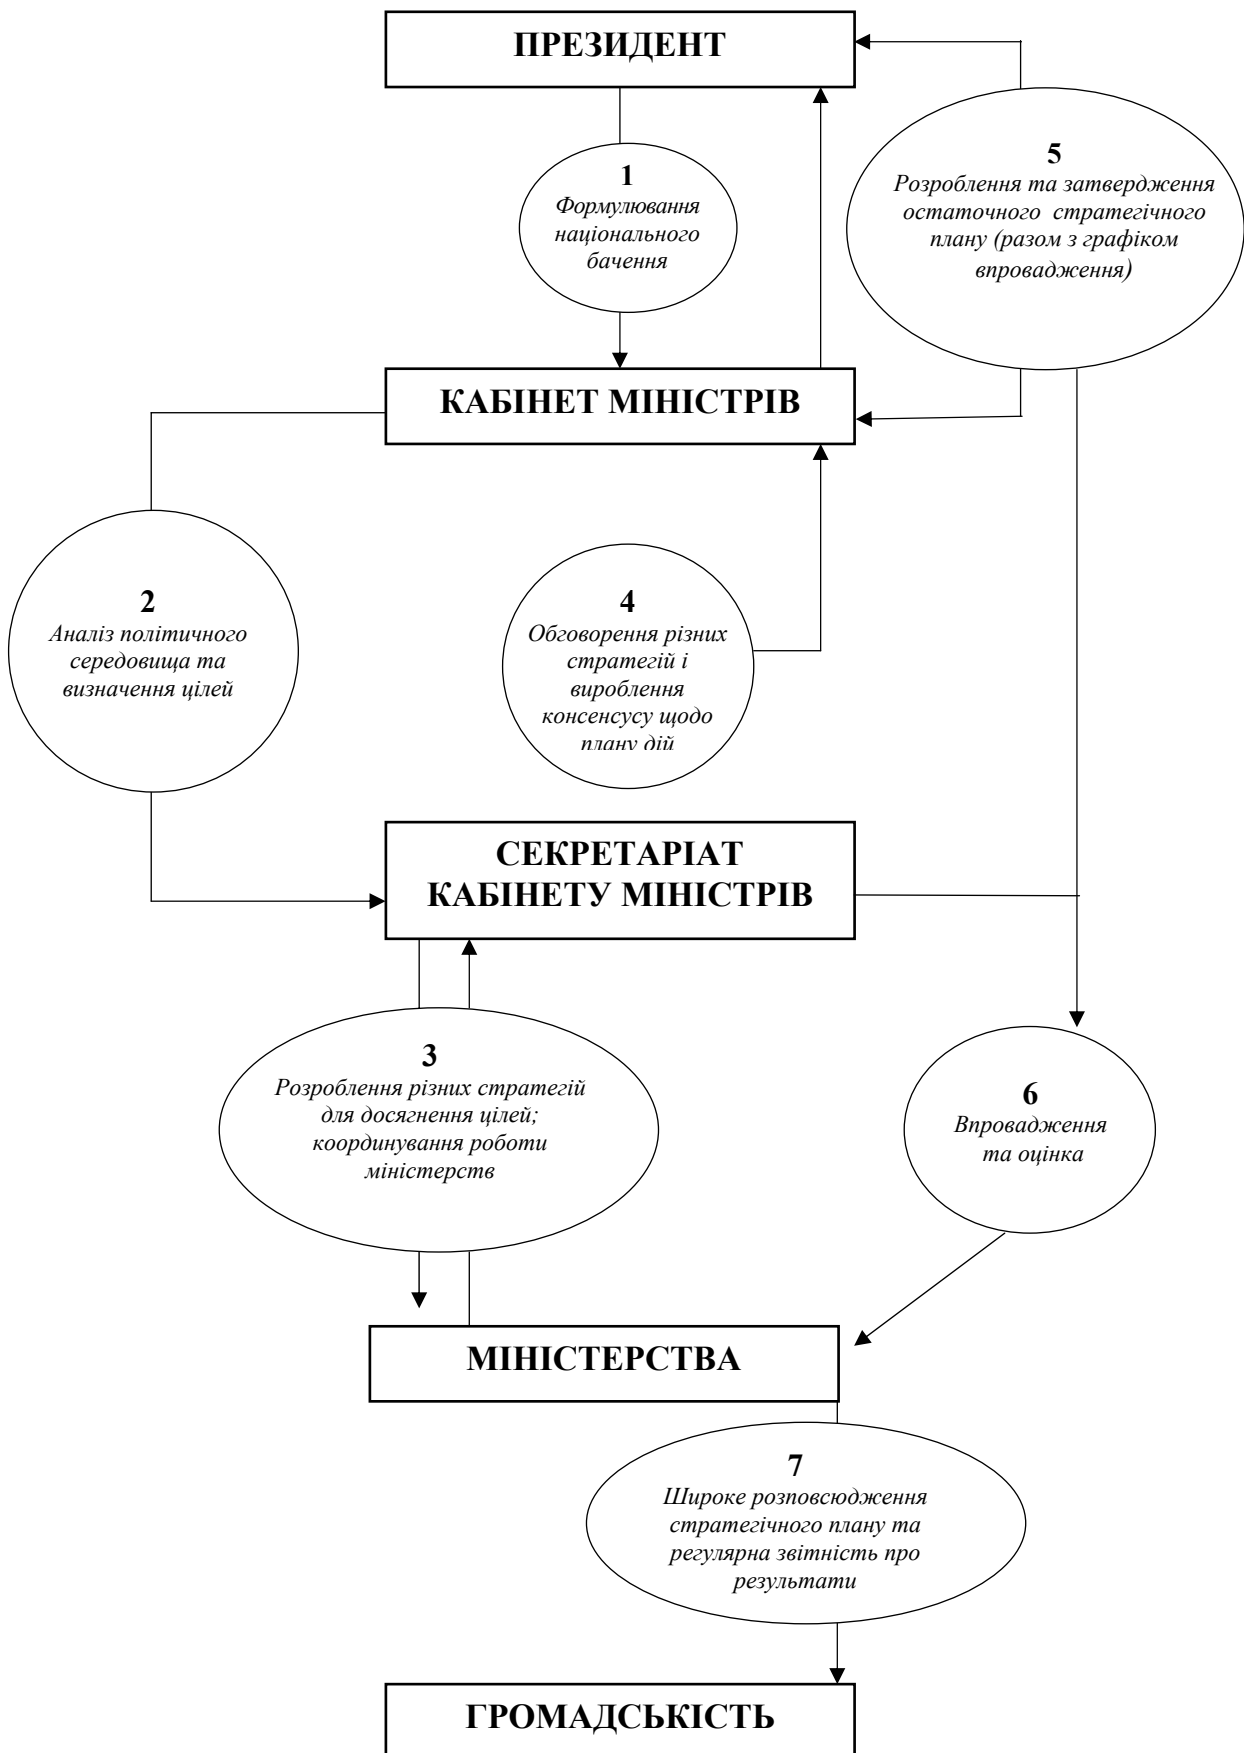 ПРЕЗИДЕНТ
1
Формулювання
національного
бачення
5
Розроблення та затвердження
остаточного стратегічного
плану (разом з графіком
впровадження)
КАБІНЕТ МІНІСТРІВ
2
Аналіз політичного
середовища та
визначення цілей
4
Обговорення різних
стратегій і
вироблення
консенсусу щодо
плану дій
СЕКРЕТАРІАТ
КАБІНЕТУ МІНІСТРІВ
3
Розроблення різних стратегій
для досягнення цілей;
координування роботи
міністерств
6
Впровадження
та оцінка
МІНІСТЕРСТВА
7
Широке розповсюдження
стратегічного плану та
регулярна звітність про
результати
ГРОМАДСЬКІСТЬ